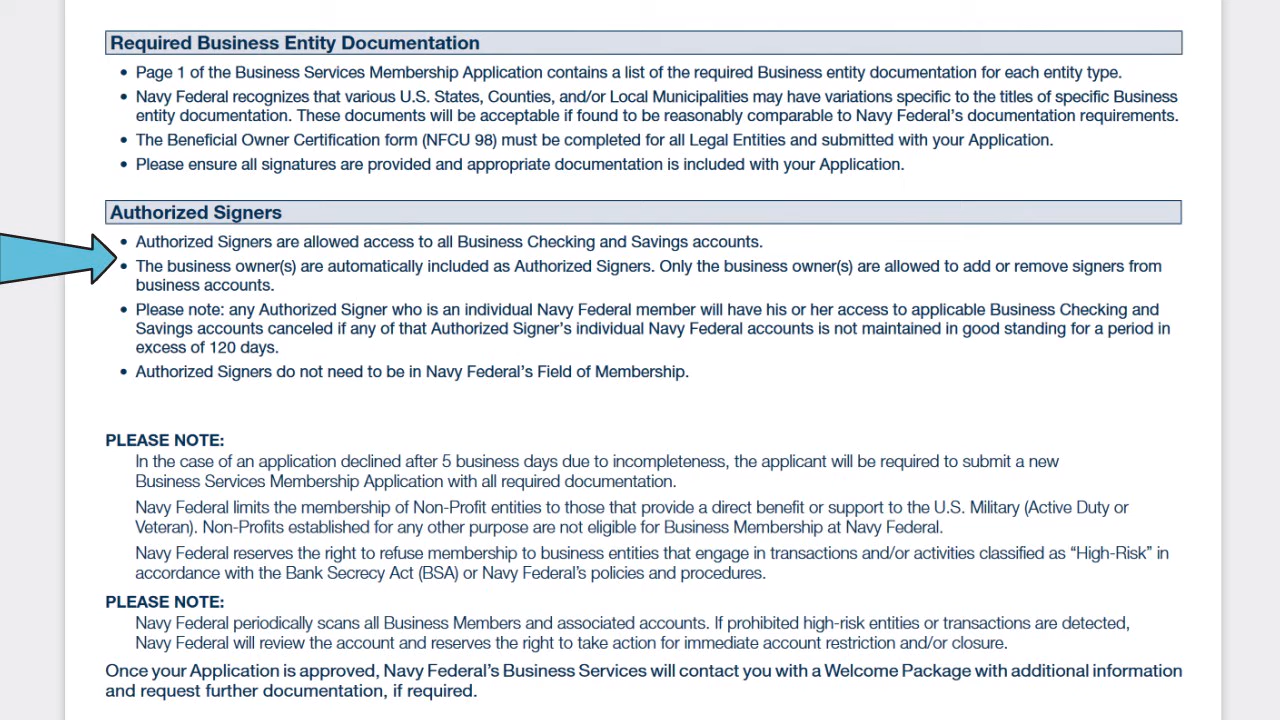 Required Business Entity Documentation
• Page 1 of the Business Services Membership Application contains a list of the required Business entity documentation for each entity type.
• Navy Federal recognizes that various U.S. States, Counties, and/or Local Municipalities may have variations specific to the titles of specific Business
entity documentation. These documents will be acceptable if found to be reasonably comparable to Navy Federal’s documentation requirements.
• The Beneficial Owner Certification form (NFCU 98) must be completed for all Legal Entities and submitted with your Application.
• Please ensure all signatures are provided and appropriate documentation is included with your Application.
Authorized Signers
• Authorized Signers are allowed access to all Business Checking and Savings accounts.
• The business owner(s) are automatically included as Authorized Signers. Only the business owner(s) are allowed to add or remove signers from
business accounts.
• Please note: any Authorized Signer who is an individual Navy Federal member will have his or her access to applicable Business Checking and
Savings accounts canceled if any of that Authorized Signer’s individual Navy Federal accounts is not maintained in good standing for a period in
excess of 120 days.
• Authorized Signers do not need to be in Navy Federal’s Field of Membership.
PLEASE NOTE:
In the case of an application declined after 5 business days due to incompleteness, the applicant will be required to submit a new
Business Services Membership Application with all required documentation.
Navy Federal limits the membership of Non-Profit entities to those that provide a direct benefit or support to the U.S. Military (Active Duty or
Veteran). Non-Profits established for any other purpose are not eligible for Business Membership at Navy Federal.
Navy Federal reserves the right to refuse membership to business entities that engage in transactions and/or activities classified as “High-Risk” in
accordance with the Bank Secrecy Act (BSA) or Navy Federal’s policies and procedures.
PLEASE NOTE:
Navy Federal periodically scans all Business Members and associated accounts. If prohibited high-risk entities or transactions are detected,
Navy Federal will review the account and reserves the right to take action for immediate account restriction and/or closure.
Once your Application is approved, Navy Federal’s Business Services will contact you with a Welcome Package with additional information
and request further documentation, if required.